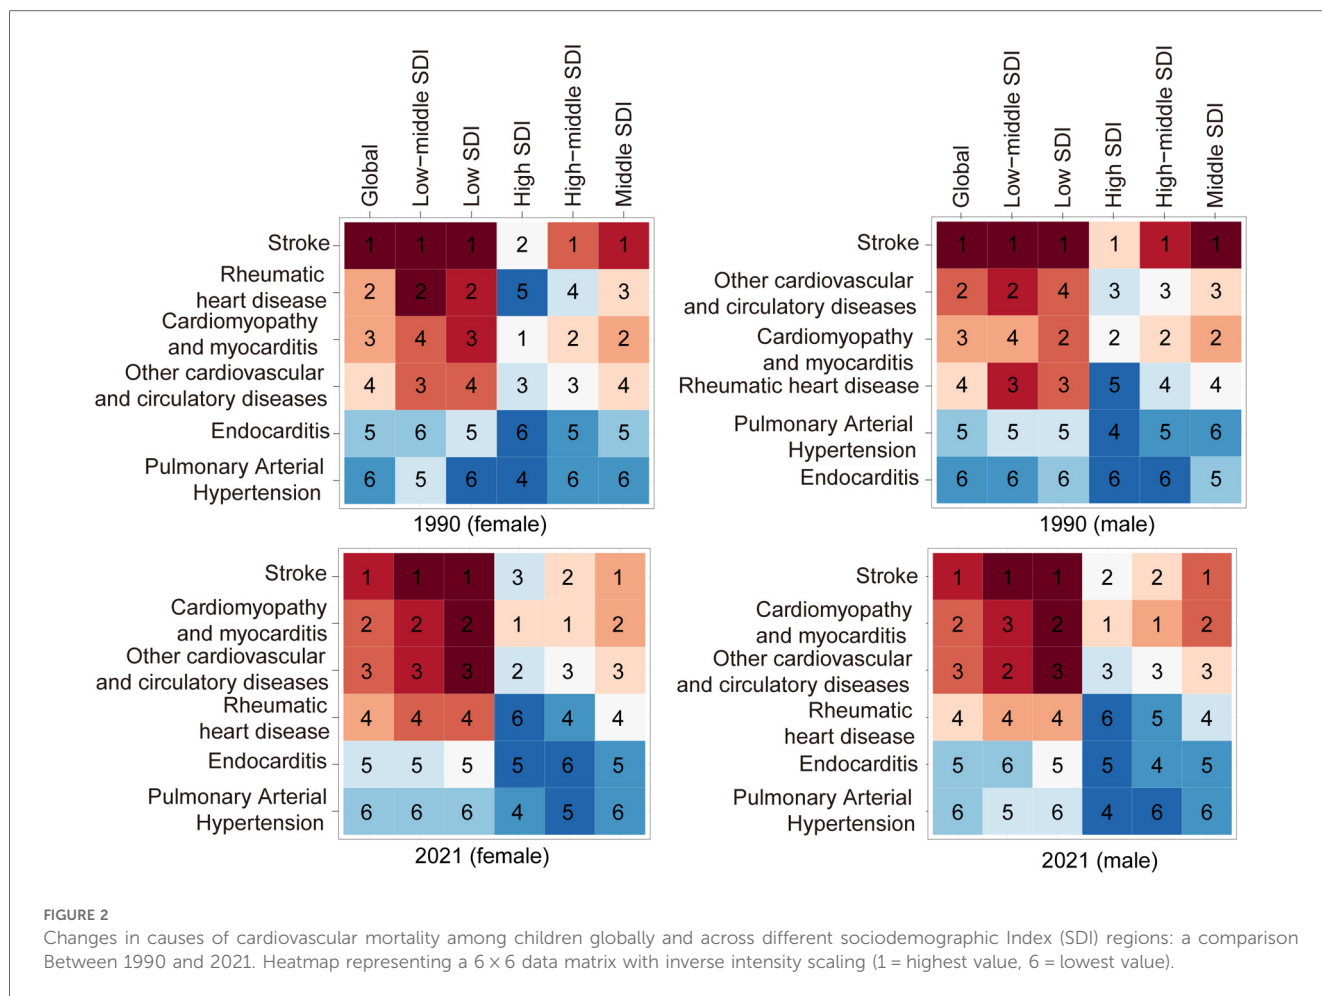 Global
Low−middle SDI
Low SDI
High SDI
High−middle SDI
Middle SDI
Stroke 1 1 1 2 1 1
Rheumatic
heart disease 2 2 2 5 4 3
Cardiomyopathy
and myocarditis 3 4 3 1 2 2
Other cardiovascular
and circulatory diseases 4 3 4 3 3 4
Endocarditis 5 6 5 6 5 5
Pulmonary Arterial
Hypertension 6 5 6 4 6 6
1990 (female)
Global
Low−middle SDI
Low SDI
High SDI
High−middle SDI
Middle SDI
Stroke 1 1 1 1 1 1
Other cardiovascular
and circulatory diseases 2 2 4 3 3 3
Cardiomyopathy
and myocarditis 3 4 2 2 2 2
Rheumatic heart disease 4 3 3 5 4 4
Pulmonary Arterial
Hypertension 5 5 5 4 5 6
Endocarditis 6 6 6 6 6 5
1990 (male)
Stroke 1 1 1 3 2 1
Cardiomyopathy
and myocarditis 2 2 2 1 1 2
Other cardiovascular
and circulatory diseases 3 3 3 2 3 3
Rheumatic
heart disease 4 4 4 6 4 4
Endocarditis 5 5 5 5 6 5
Pulmonary Arterial
Hypertension 6 6 6 4 5 6
2021 (female)
Stroke 1 1 1 2 2 1
Cardiomyopathy
and myocarditis 2 3 2 1 1 2
Other cardiovascular
and circulatory diseases 3 2 3 3 3 3
Rheumatic
heart disease 4 4 4 6 5 4
Endocarditis 5 6 5 5 4 5
Pulmonary Arterial
Hypertension 6 5 6 4 6 6
2021 (male)
FIGURE 2
Changes in causes of cardiovascular mortality among children globally and across different sociodemographic Index (SDI) regions: a comparison
Between 1990 and 2021. Heatmap representing a 6 × 6 data matrix with inverse intensity scaling (1 = highest value, 6 = lowest value).